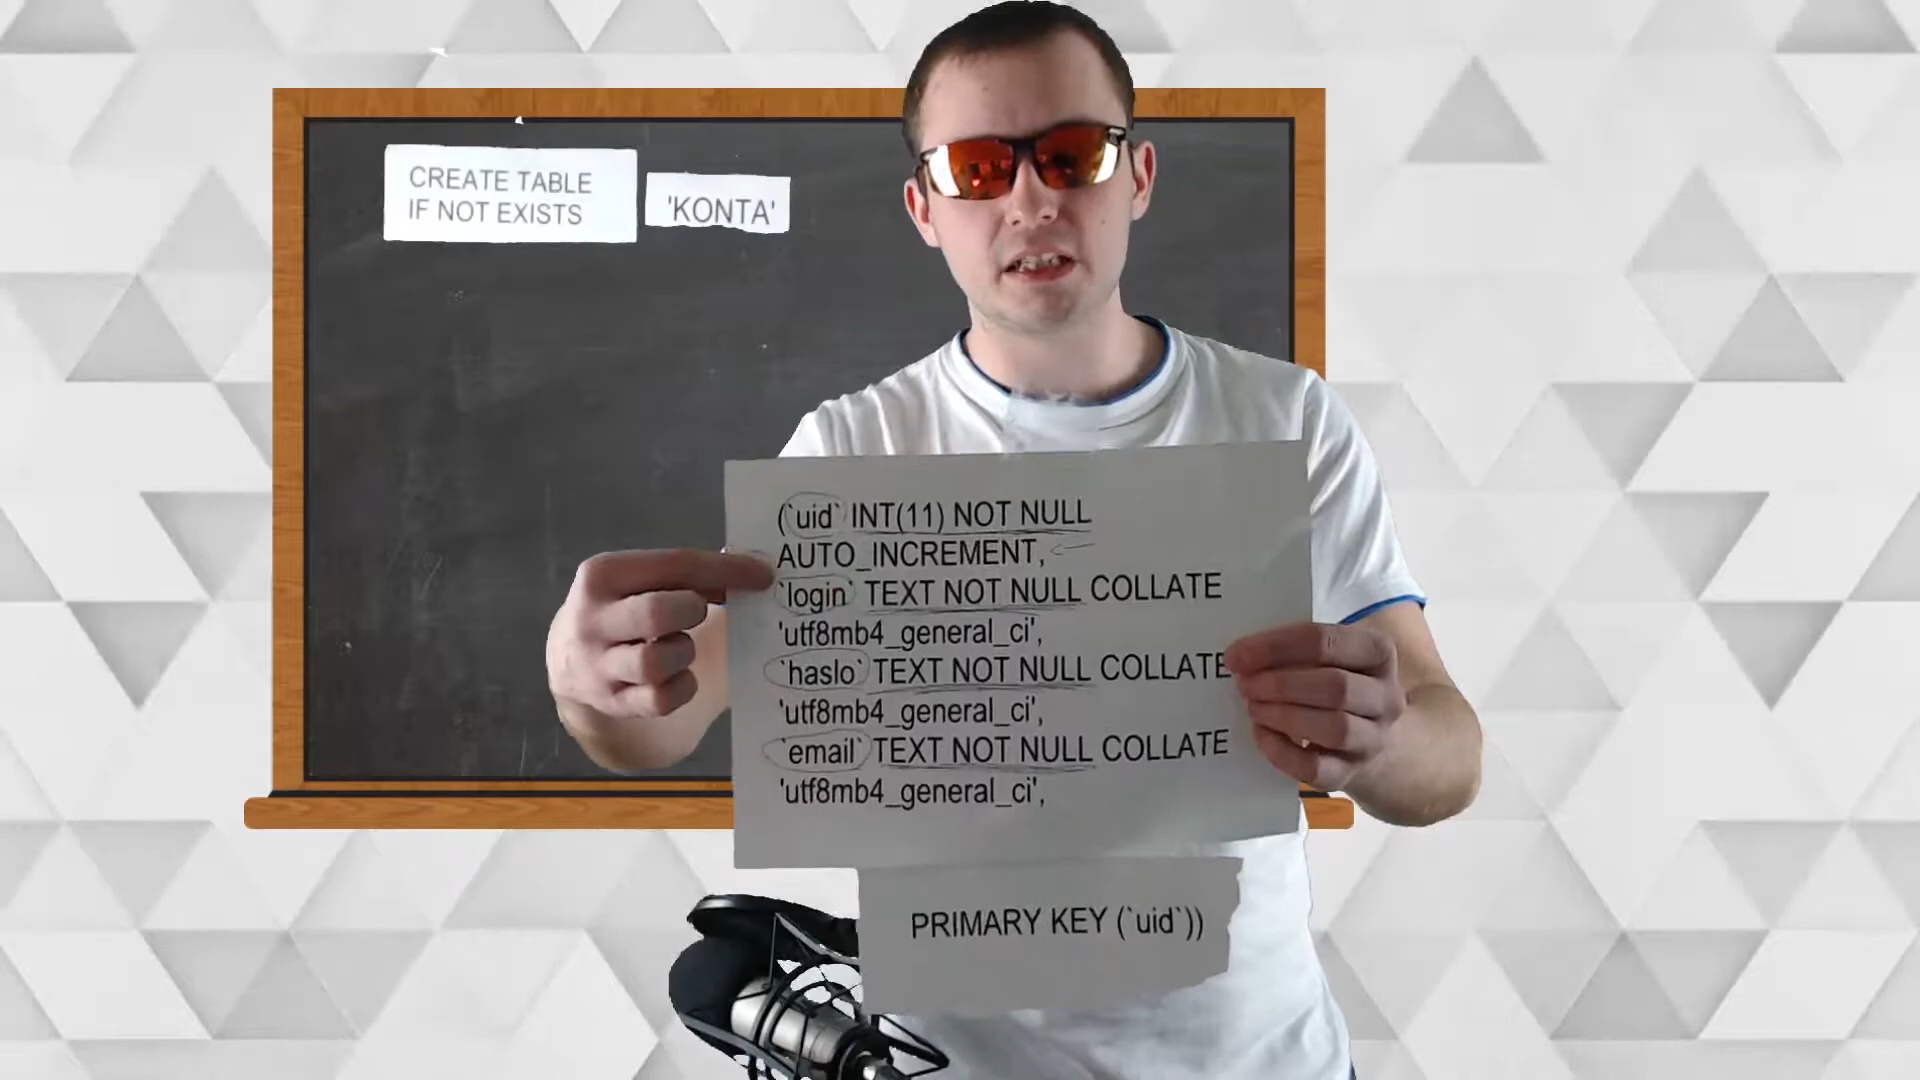 CREATE TABLE
IF NOT EXISTS
'KONTA'
(`uid` INT(11) NOT NULL
AUTO_INCREMENT,
`login` TEXT NOT NULL COLLATE
'utf8mb4_general_ci',
`haslo` TEXT NOT NULL COLLATE
'utf8mb4_general_ci',
`email` TEXT NOT NULL COLLATE
'utf8mb4_general_ci',
PRIMARY KEY (`uid`))